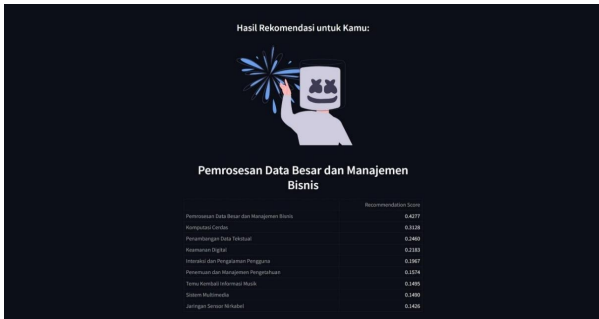 Hasil Rekomendasi untuk Kamu:
Pemrosesan Data Besar dan Manajemen
Bisnis
Recommendation Score
Pemrosesan Data Besar dan Manajemen Bisnis 0.4277
Komputasi Cerdas 0.3128
Penambangan Data Tekstual 0.2460
Keamanan Digital 0.2183
Interaksi dan Pengalaman Pengguna 0.1967
Penemuan dan Manajemen Pengetahuan 0.1574
Temu Kembali Informasi Musik 0.1495
Sistem Multimedia 0.1490
Jaringan Sensor Nirkabel 0.1426